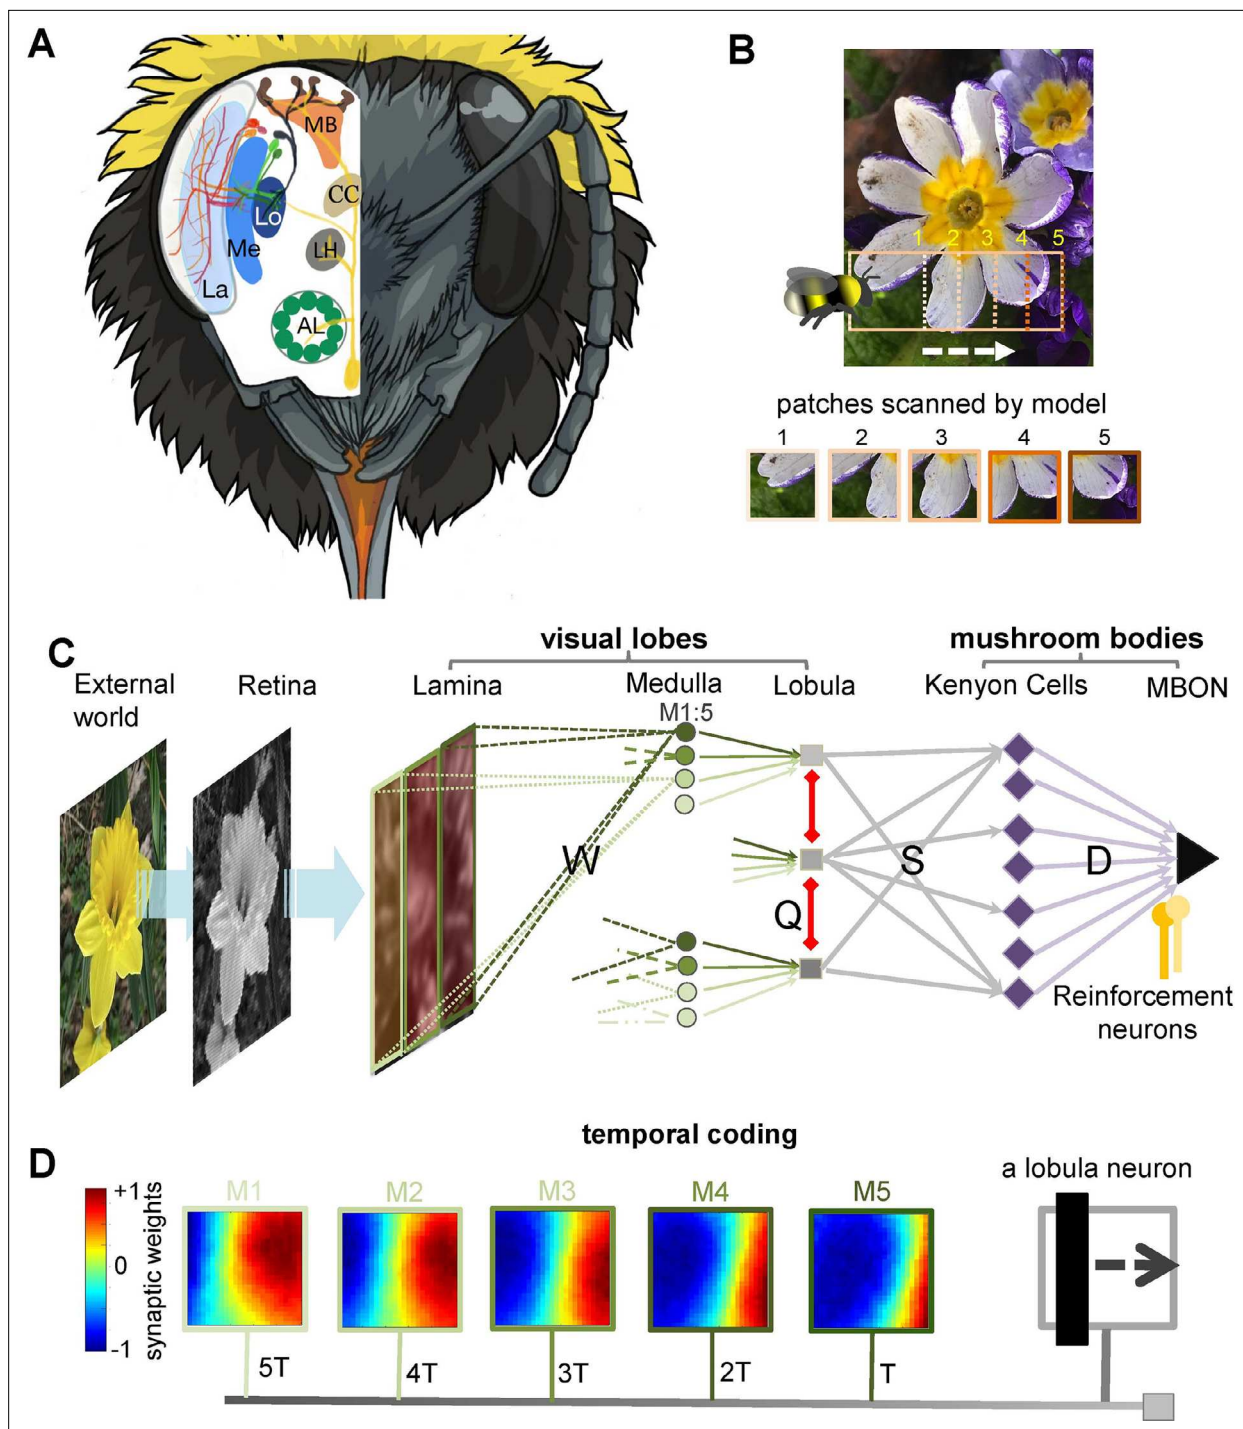 A
MB
CC
Lo
Me
LH
La
AL
B
1 2 3 4 5
patches scanned by model
1 2 3 4 5
C
visual lobes
mushroom bodies
External
world
Retina
Lamina
Medulla
M1:5
Lobula
Kenyon Cells
MBON
W
S
D
Q
Reinforcement
neurons
temporal coding
D
a lobula neuron
synaptic weights
+1
0
-1
M1 M2 M3 M4 M5
5T 4T 3T 2T T